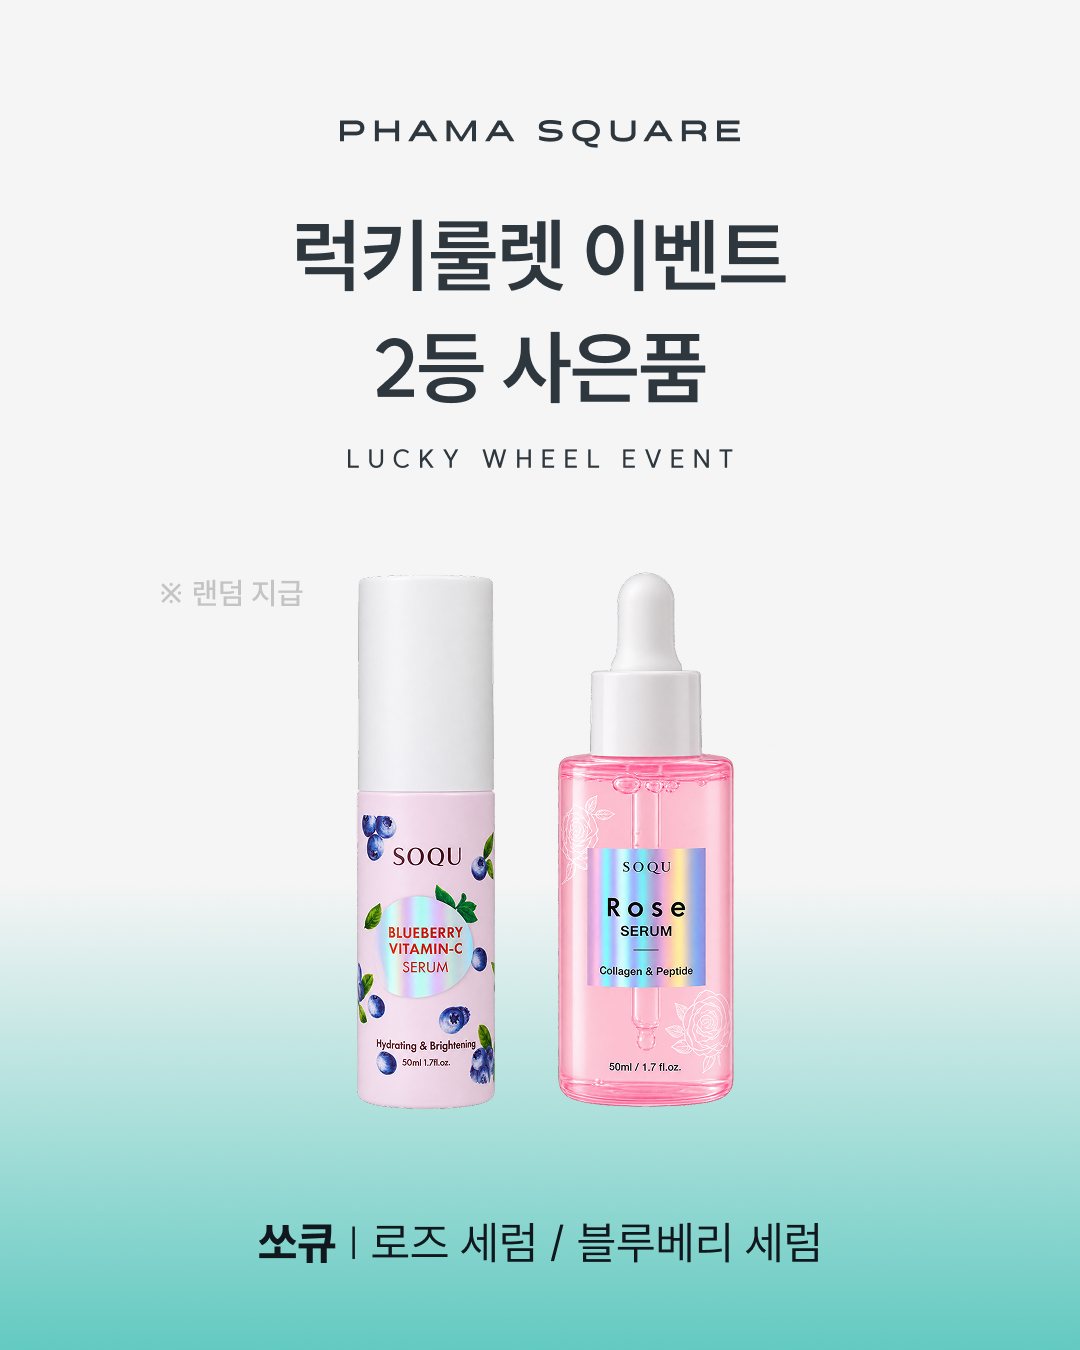 PHAMA SQUARE
럭키룰렛 이벤트
2등 사은품
LUCKY WHEEL EVENT
※ 랜덤 지급
SOQU
BLUEBERRY
VITAMIN-C
SERUM
Hydrating & Brightening
50ml 1.7fl.oz.
SOQU
Rose
SERUM
Collagen & Peptide
50ml / 1.7 fl.oz.
쏘큐 | 로즈 세럼 / 블루베리 세럼